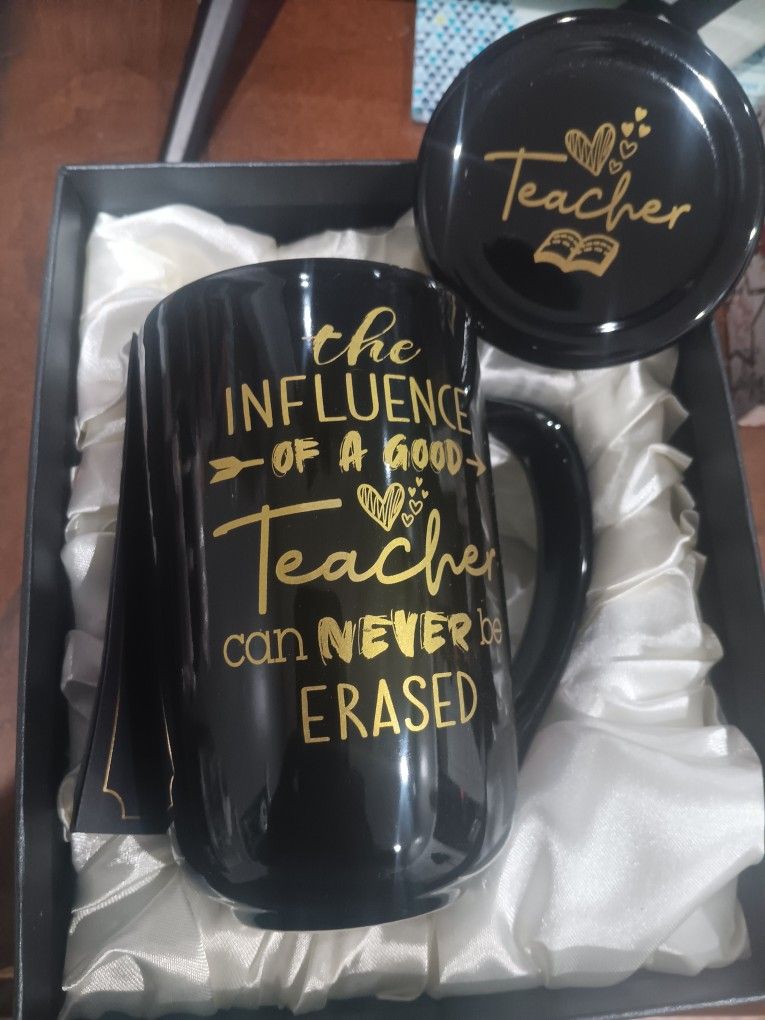 Teacher
the
INFLUENCE
OF A GOOD
Teacher
can NEVER be
ERASED